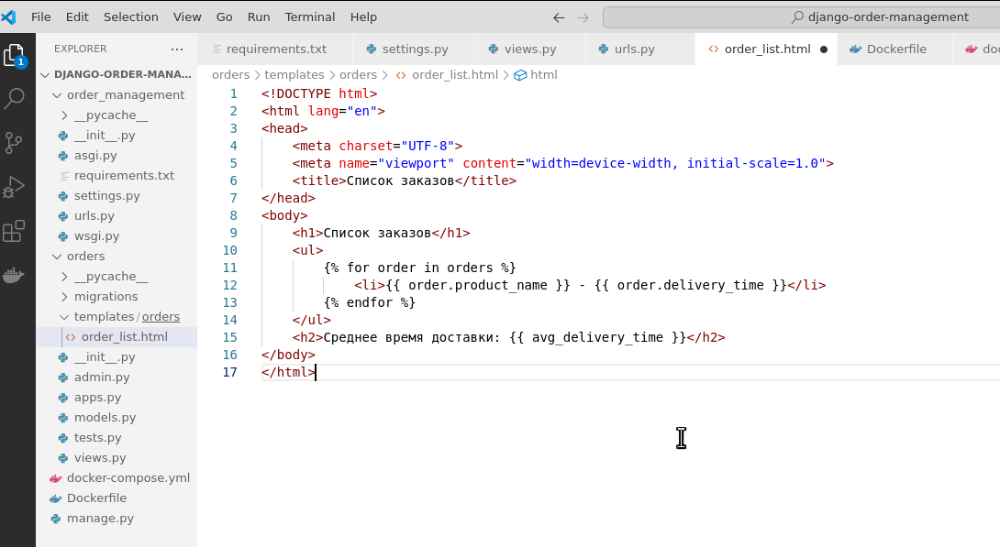 File Edit Selection View Go Run Terminal Help django-order-management
EXPLORER ···
requirements.txt settings.py views.py urls.py order_list.html Dockerfile doc
1
DJANGO-ORDER-MANA...
order_management
__pycache__
__init__.py
asgi.py
requirements.txt
settings.py
urls.py
wsgi.py
orders
__pycache__
migrations
templates/orders
order_list.html
__init__.py
admin.py
apps.py
models.py
tests.py
views.py
docker-compose.yml
Dockerfile
manage.py
orders > templates > orders > order_list.html > html
1 <!DOCTYPE html>
2 <html lang="en">
3 <head>
4 <meta charset="UTF-8">
5 <meta name="viewport" content="width=device-width, initial-scale=1.0">
6 <title>Список заказов</title>
7 </head>
8 <body>
9 <h1>Список заказов</h1>
10 <ul>
11 {% for order in orders %}
12 <li>{{ order.product_name }} - {{ order.delivery_time }}</li>
13 {% endfor %}
14 </ul>
15 <h2>Среднее время доставки: {{ avg_delivery_time }}</h2>
16 </body>
17 </html>